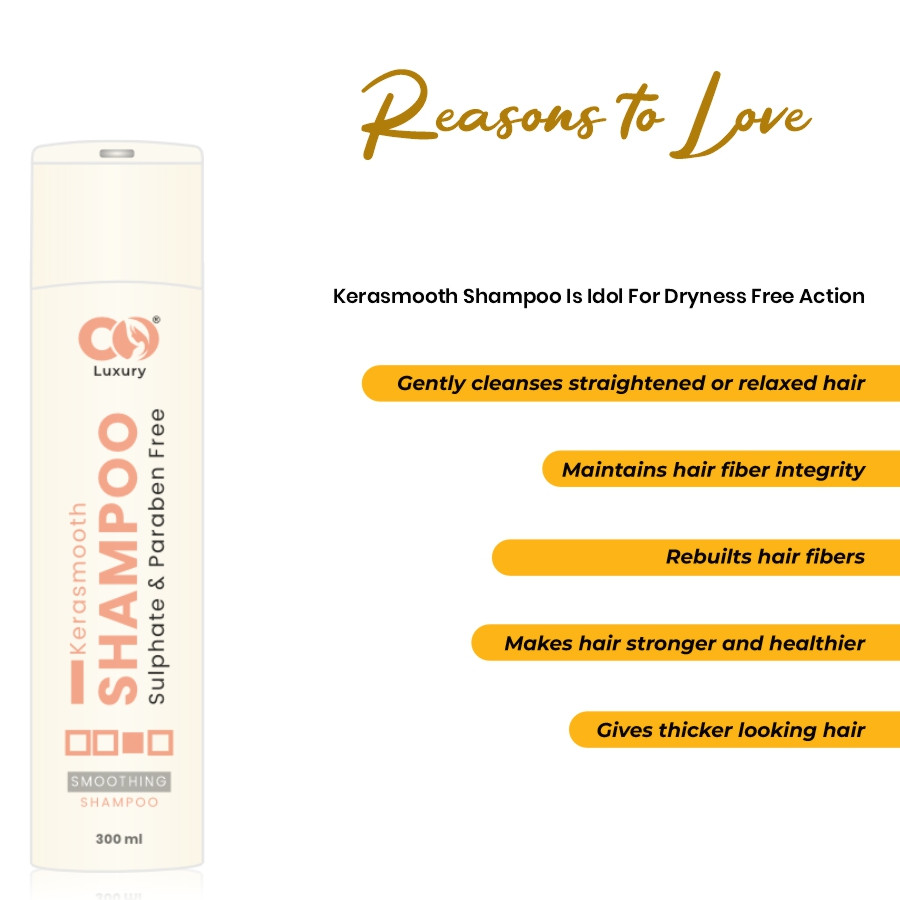 Reasons to Love
Kerasmooth Shampoo Is Idol For Dryness Free Action
Gently cleanses straightened or relaxed hair
Maintains hair fiber integrity
Rebuilts hair fibers
Makes hair stronger and healthier
Gives thicker looking hair
CO®
Luxury
Kerasmooth
SHAMPOO
Sulphate & Paraben Free
SMOOTHING
SHAMPOO
300 ml